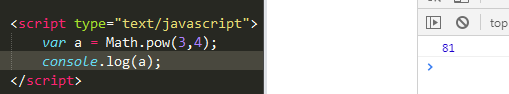 <script type="text/javascript">
var a = Math.pow(3,4);
console.log(a);
</script>
top
81
>